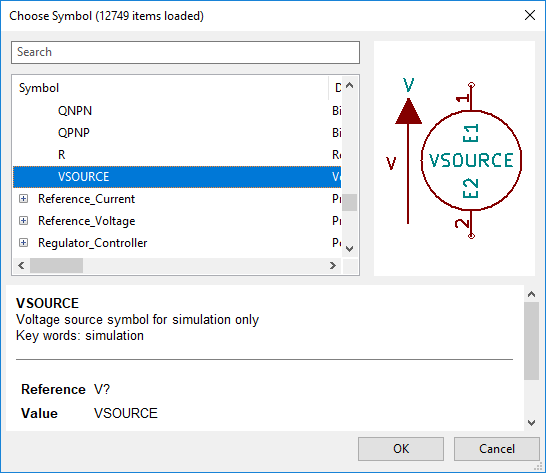 Choose Symbol (12749 items loaded)
Search
Symbol D
QNPN Bi
QPNP Bi
R Re
VSOURCE Vo
Reference_Current Pr
Reference_Voltage Pr
Regulator_Controller Po
V
V
1
E1
VSOURCE
E2
2
VSOURCE
Voltage source symbol for simulation only
Key words: simulation
Reference V?
Value VSOURCE
OK Cancel